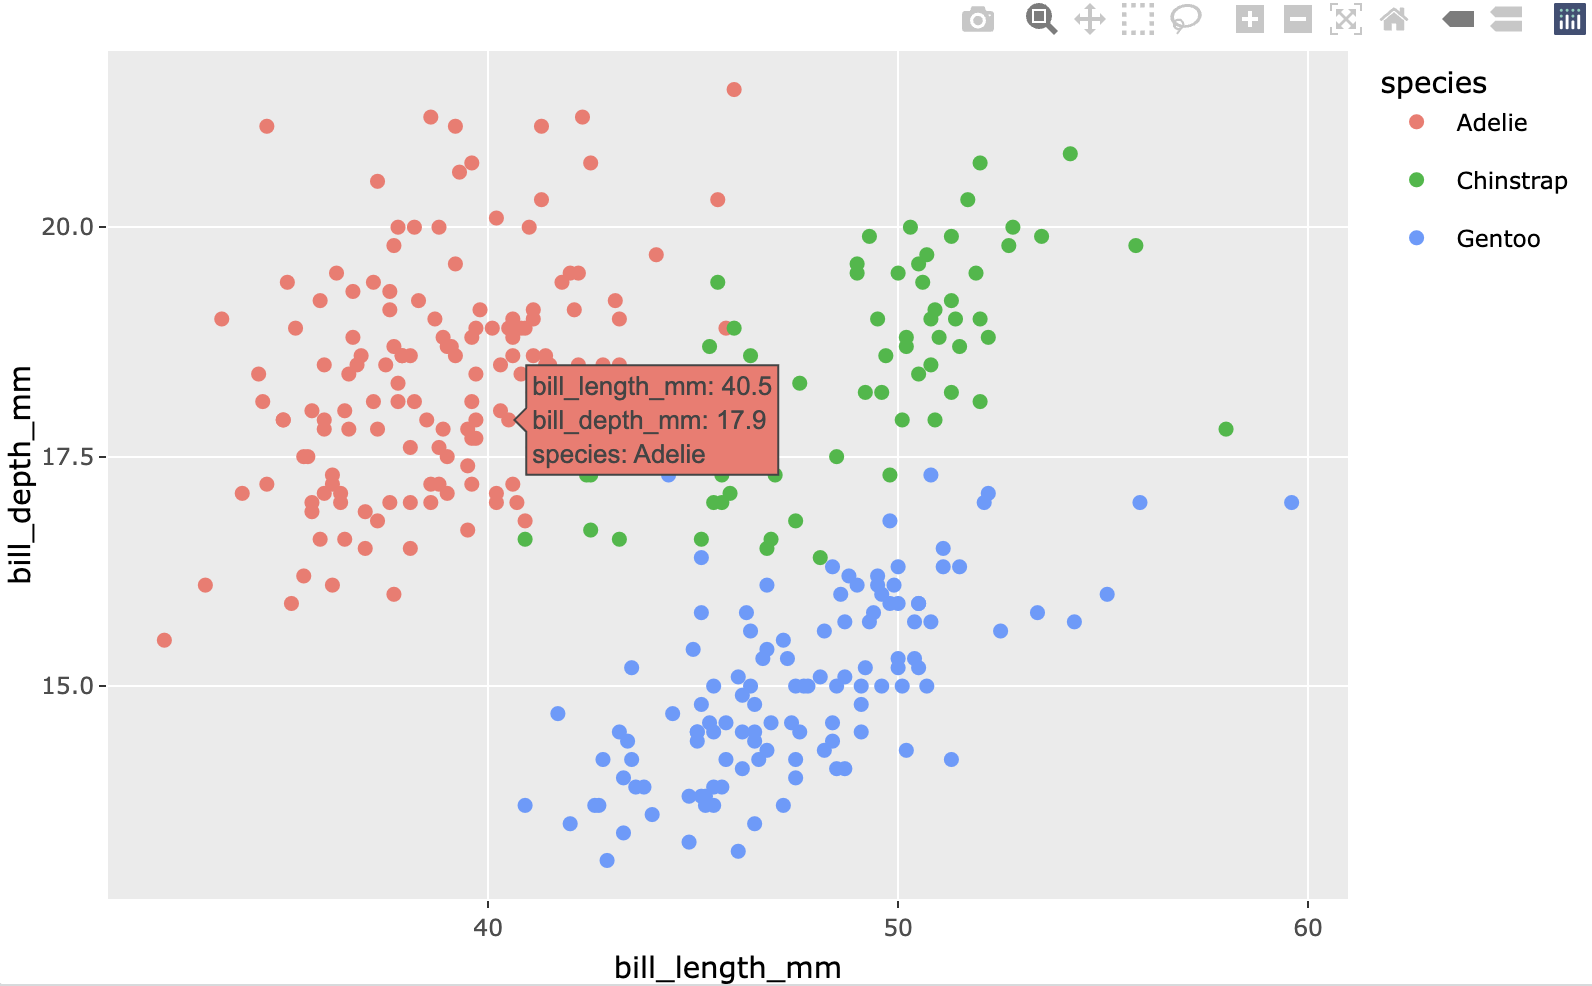 species
Adelie
Chinstrap
Gentoo
20.0
17.5
15.0
bill_depth_mm
bill_length_mm: 40.5
bill_depth_mm: 17.9
species: Adelie
40
50
60
bill_length_mm